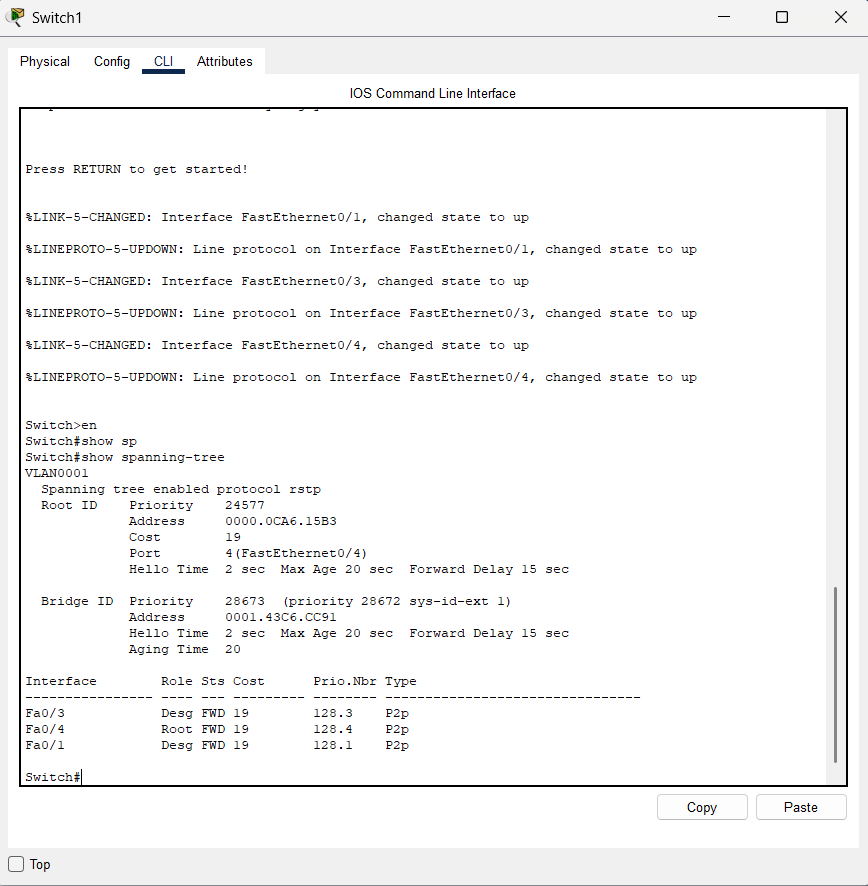 Switch1
Physical Config CLI Attributes
IOS Command Line Interface
Press RETURN to get started!
%LINK-5-CHANGED: Interface FastEthernet0/1, changed state to up
%LINEPROTO-5-UPDOWN: Line protocol on Interface FastEthernet0/1, changed state to up
%LINK-5-CHANGED: Interface FastEthernet0/3, changed state to up
%LINEPROTO-5-UPDOWN: Line protocol on Interface FastEthernet0/3, changed state to up
%LINK-5-CHANGED: Interface FastEthernet0/4, changed state to up
%LINEPROTO-5-UPDOWN: Line protocol on Interface FastEthernet0/4, changed state to up
Switch>en
Switch#show sp
Switch#show spanning-tree
VLAN0001
  Spanning tree enabled protocol rstp
  Root ID    Priority    24577
             Address     0000.0CA6.15B3
             Cost        19
             Port        4(FastEthernet0/4)
             Hello Time  2 sec  Max Age 20 sec  Forward Delay 15 sec
  Bridge ID  Priority    28673  (priority 28672 sys-id-ext 1)
             Address     0001.43C6.CC91
             Hello Time  2 sec  Max Age 20 sec  Forward Delay 15 sec
             Aging Time  20
Interface        Role Sts Cost      Prio.Nbr Type
---------------- ---- --- --------- -------- --------------------------------
Fa0/3            Desg FWD 19        128.3    P2p
Fa0/4            Root FWD 19        128.4    P2p
Fa0/1            Desg FWD 19        128.1    P2p
Switch#
Copy Paste
Top